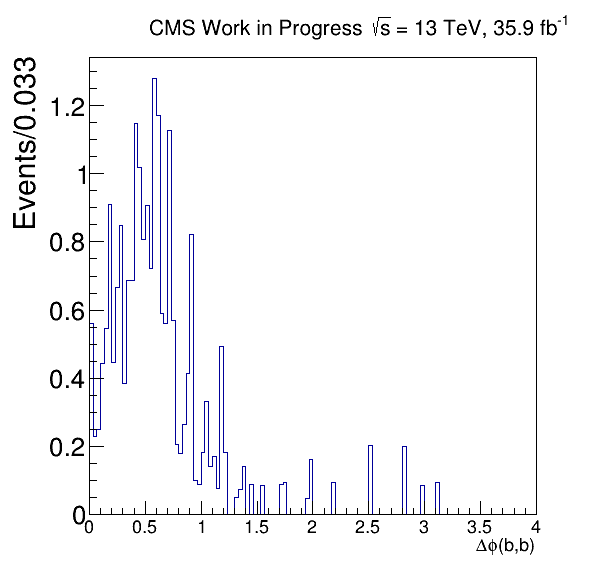 CMS Work in Progress √s = 13 TeV, 35.9 fb⁻¹
Events/0.033
1.2
1
0.8
0.6
0.4
0.2
0
0 0.5 1 1.5 2 2.5 3 3.5 4
Δϕ(b,b)